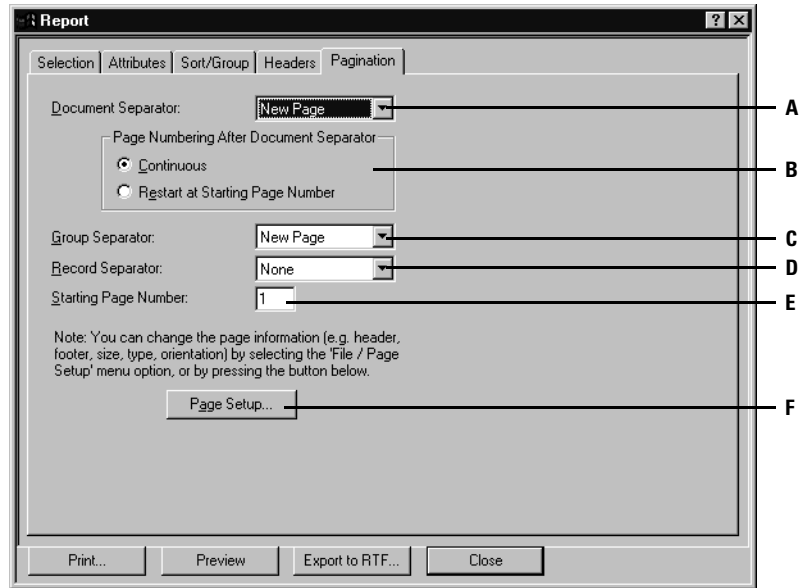 Report
Selection Attributes Sort/Group Headers Pagination
Document Separator: New Page A
Page Numbering After Document Separator
Continuous B
Restart at Starting Page Number
Group Separator: New Page C
Record Separator: None D
Starting Page Number: 1 E
Note: You can change the page information (e.g. header,
footer, size, type, orientation) by selecting the 'File / Page
Setup' menu option, or by pressing the button below.
Page Setup... F
Print... Preview Export to RTF... Close